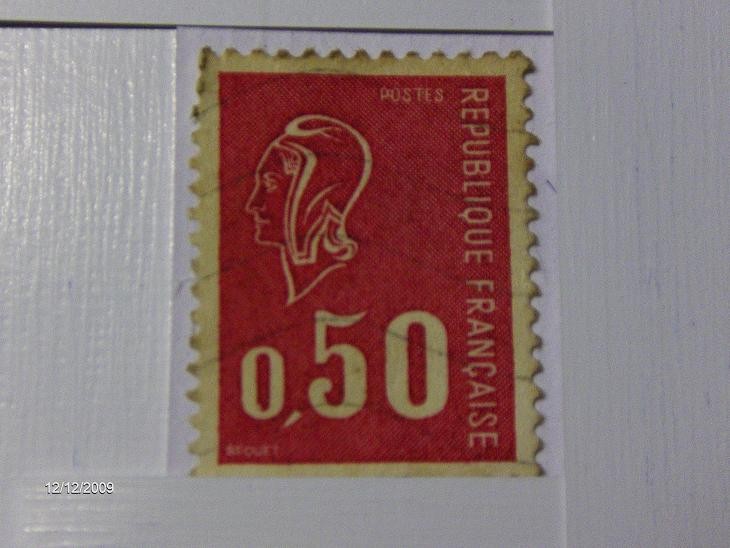 POSTES
REPUBLIQUE FRANÇAISE
0,50
BEQUET
12/12/2009